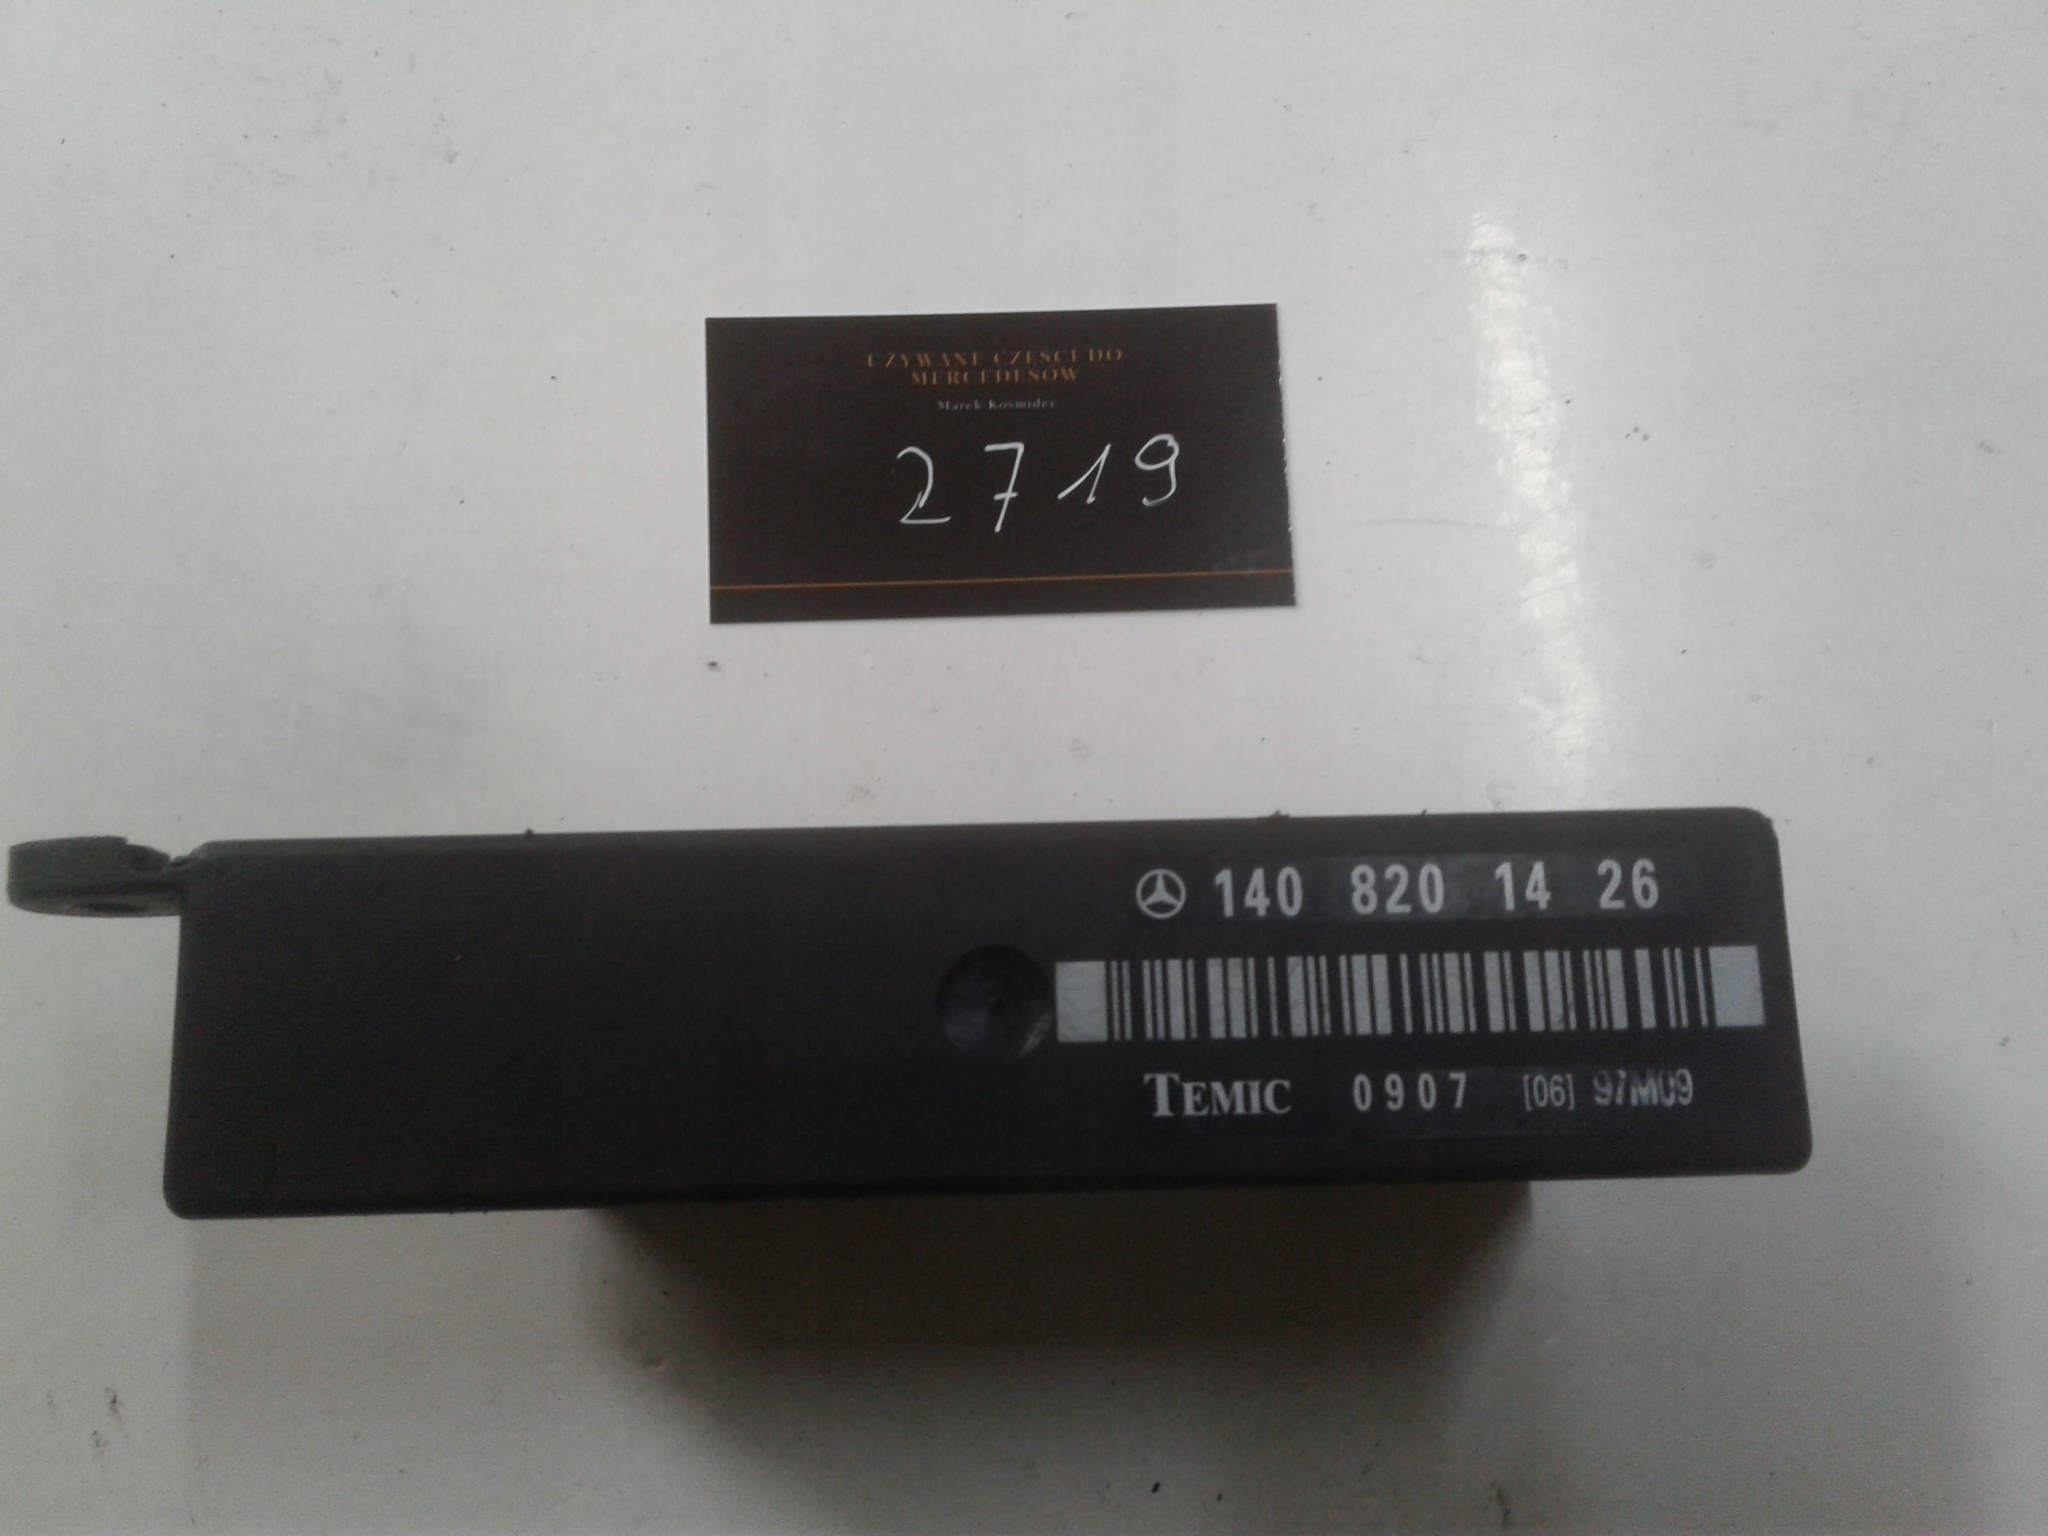 UŻYWANE CZĘŚCI DO
MERCEDESÓW
Marek Kosmider
2719
140 820 14 26
TEMIC 0907 [06] 97M09